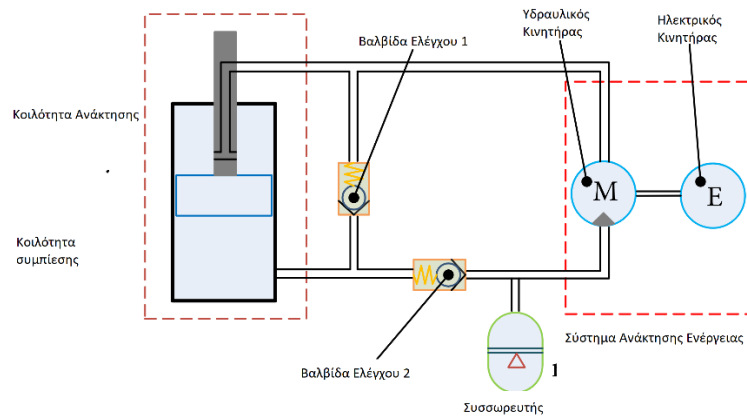 Υδραυλικός
Κινητήρας
Ηλεκτρικός
Κινητήρας
Βαλβίδα Ελέγχου 1
Κοιλότητα Ανάκτησης
M
E
Κοιλότητα
συμπίεσης
Σύστημα Ανάκτησης Ενέργειας
Βαλβίδα Ελέγχου 2
1
Συσσωρευτής